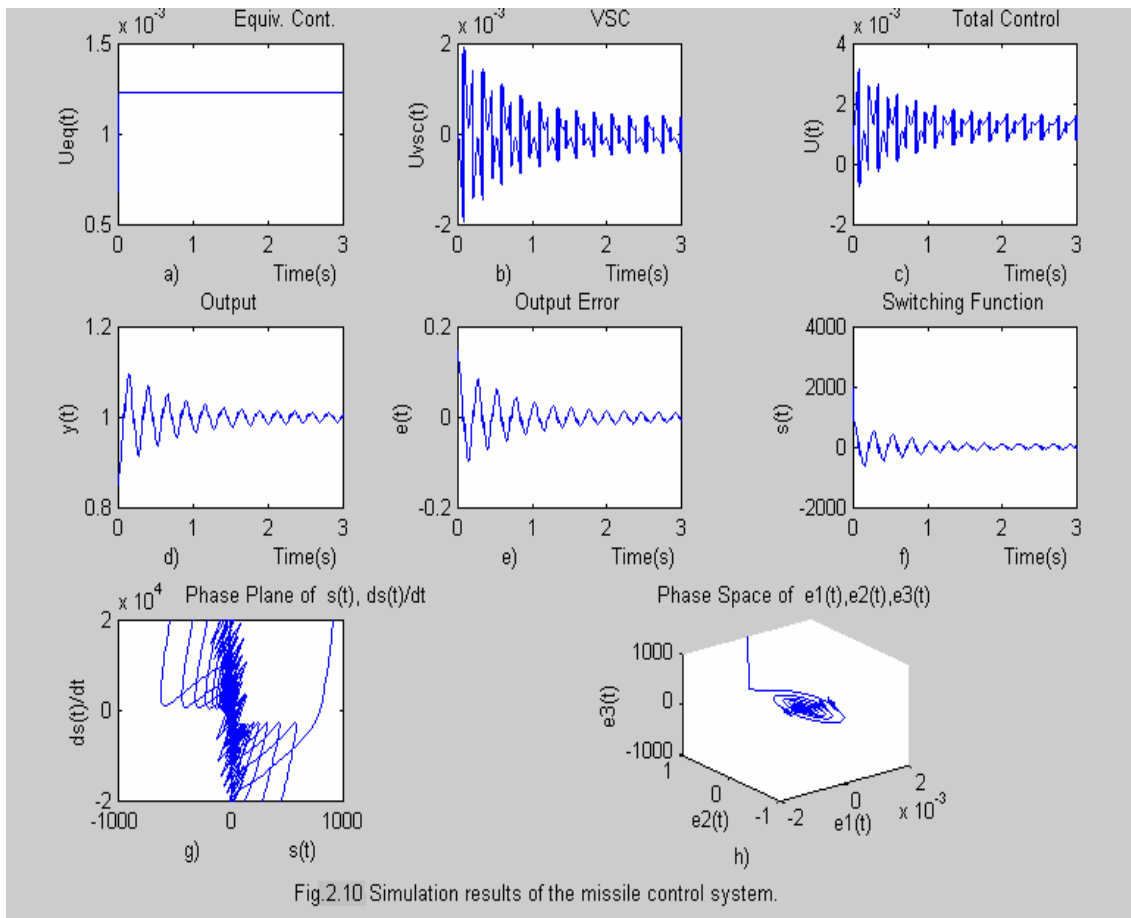 x 10-3 Equiv. Cont.
1.5
1
0.5
Ueq(t)
0 1 2 3
a) Time(s)
x 10-3 VSC
2
0
-2
Uvsc(t)
0 1 2 3
b) Time(s)
x 10-3 Total Control
4
2
0
-2
U(t)
0 1 2 3
c) Time(s)
Output
1.2
1
0.8
y(t)
0 1 2 3
d) Time(s)
Output Error
0.2
0
-0.2
e(t)
0 1 2 3
e) Time(s)
Switching Function
4000
2000
0
-2000
s(t)
0 1 2 3
f) Time(s)
x 10 4 Phase Plane of s(t), ds(t)/dt
2
0
-2
ds(t)/dt
-1000 0 1000
g) s(t)
Phase Space of e1(t),e2(t),e3(t)
1000
0
-1000
e3(t)
1
0
-1
e2(t)
-2
0
2
x 10-3
e1(t)
h)
Fig.2.10 Simulation results of the missile control system.